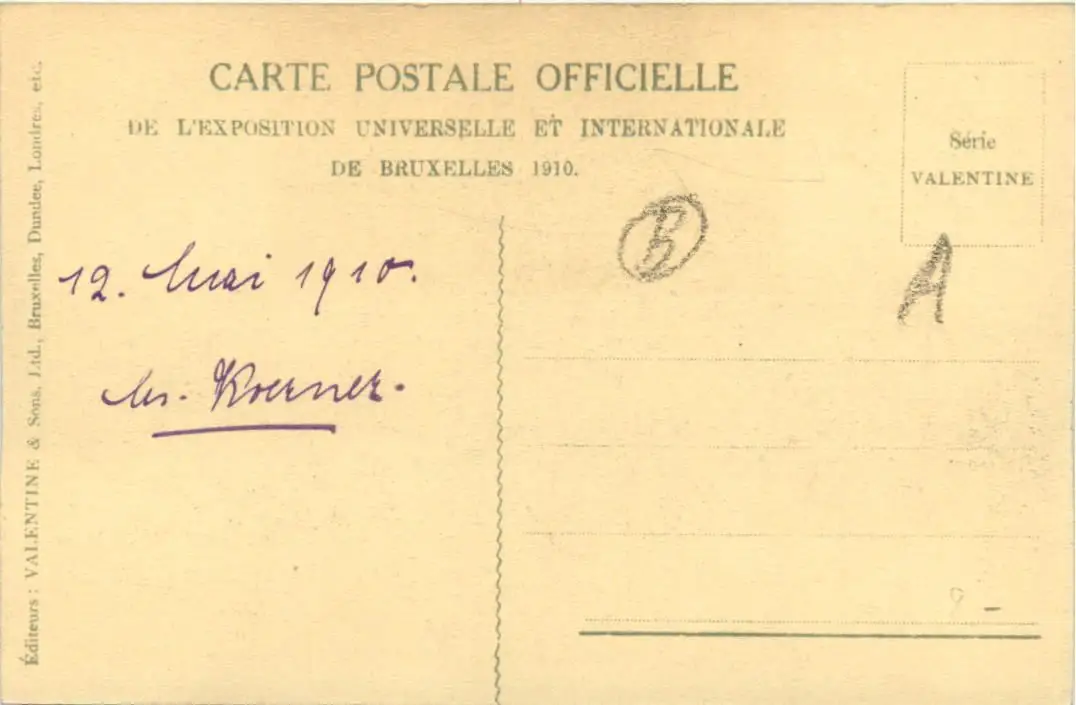 CARTE POSTALE OFFICIELLE
DE L'EXPOSITION UNIVERSELLE ET INTERNATIONALE
DE BRUXELLES 1910.
Série
VALENTINE
B
A
12. Mai 1910.
Koerner.
Éditeurs : VALENTINE & Sons, Ltd., Bruxelles, Dundee, Londres, etc.